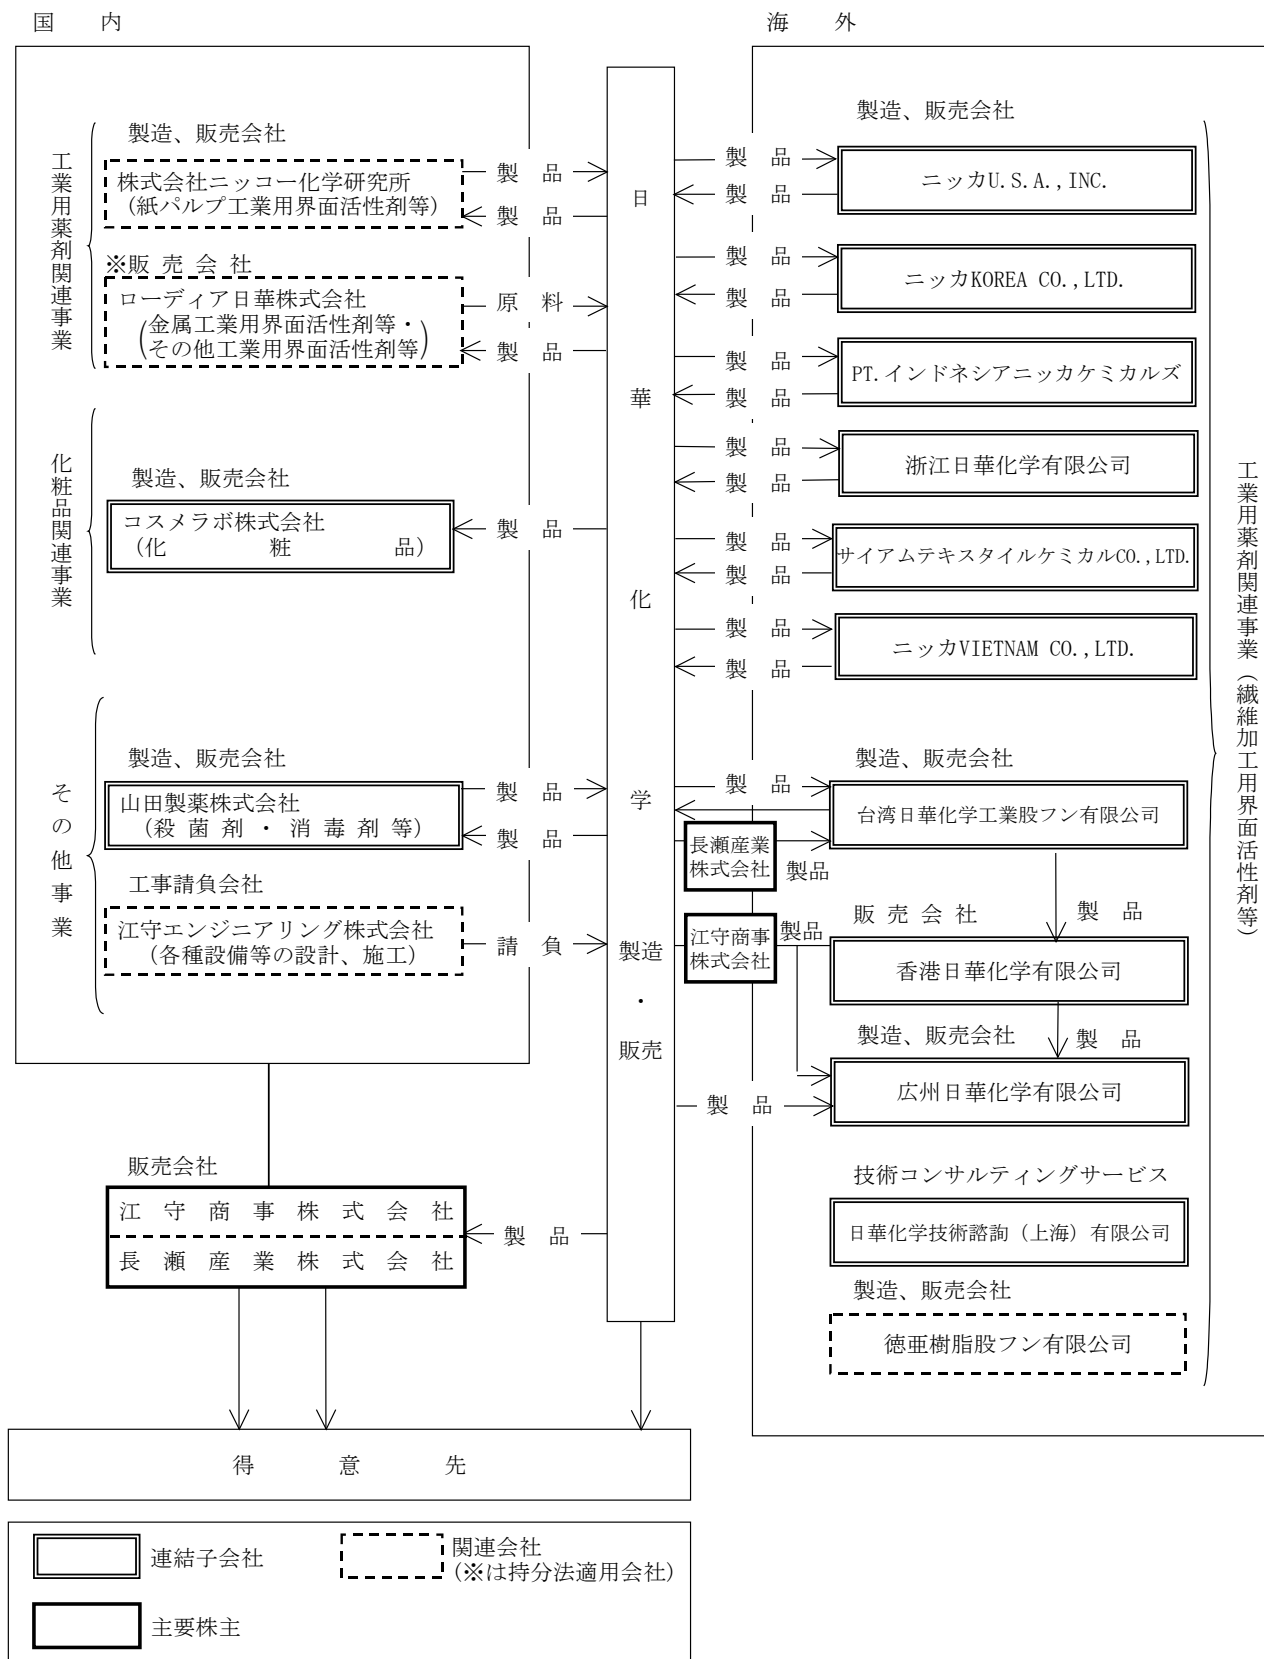 国　内
工業用薬剤関連事業
製造、販売会社
株式会社ニッコー化学研究所
（紙パルプ工業用界面活性剤等）
製　品
製　品
※販 売 会 社
ローディア日華株式会社
（金属工業用界面活性剤等・
その他工業用界面活性剤等）
原　料
製　品
化粧品関連事業
製造、販売会社
コスメラボ株式会社
（化　粧　品）
製　品
その他事業
製造、販売会社
山田製薬株式会社
（殺 菌 剤 ・ 消 毒 剤 等）
製　品
製　品
工事請負会社
江守エンジニアリング株式会社
（各種設備等の設計、施工）
請　負
販売会社
江 守 商 事 株 式 会 社
長 瀬 産 業 株 式 会 社
製　品
日華化学
製造
・
販売
海　外
製造、販売会社
製　品
ニッカU.S.A.,INC.
製　品
製　品
ニッカKOREA CO.,LTD.
製　品
製　品
PT.インドネシアニッカケミカルズ
製　品
製　品
浙江日華化学有限公司
製　品
製　品
サイアムテキスタイルケミカルCO.,LTD.
製　品
製　品
ニッカVIETNAM CO.,LTD.
製　品
製造、販売会社
製　品
台湾日華化学工業股フン有限公司
長瀬産業
株式会社
製品
製　品
販 売 会 社
江守商事
株式会社
製品
香港日華化学有限公司
製造、販売会社
製　品
広州日華化学有限公司
製　品
技術コンサルティングサービス
日華化学技術諮詢（上海）有限公司
製造、販売会社
徳亜樹脂股フン有限公司
工業用薬剤関連事業（繊維加工用界面活性剤等）
得　意　先
連結子会社
関連会社
（※は持分法適用会社）
主要株主